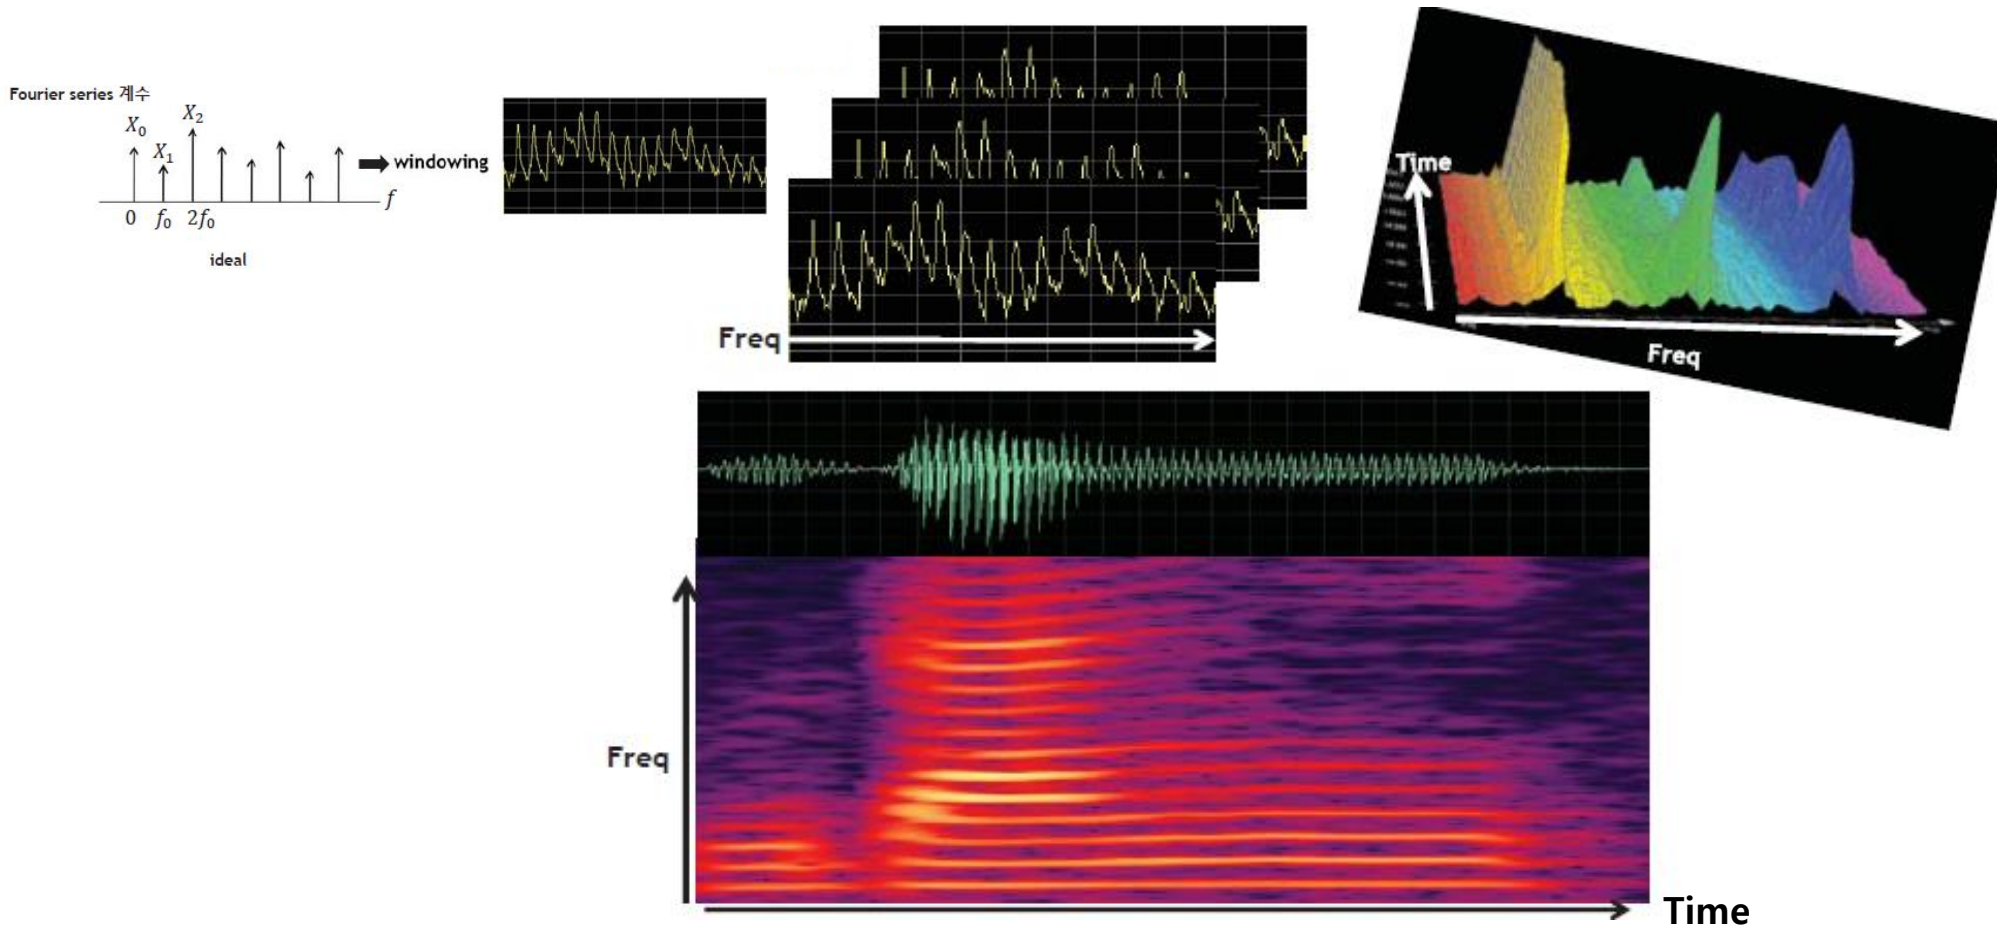 Fourier series 계수
X₀
X₁
X₂
windowing
f
0
f₀
2f₀
ideal
Freq
Time
Freq
Freq
Time